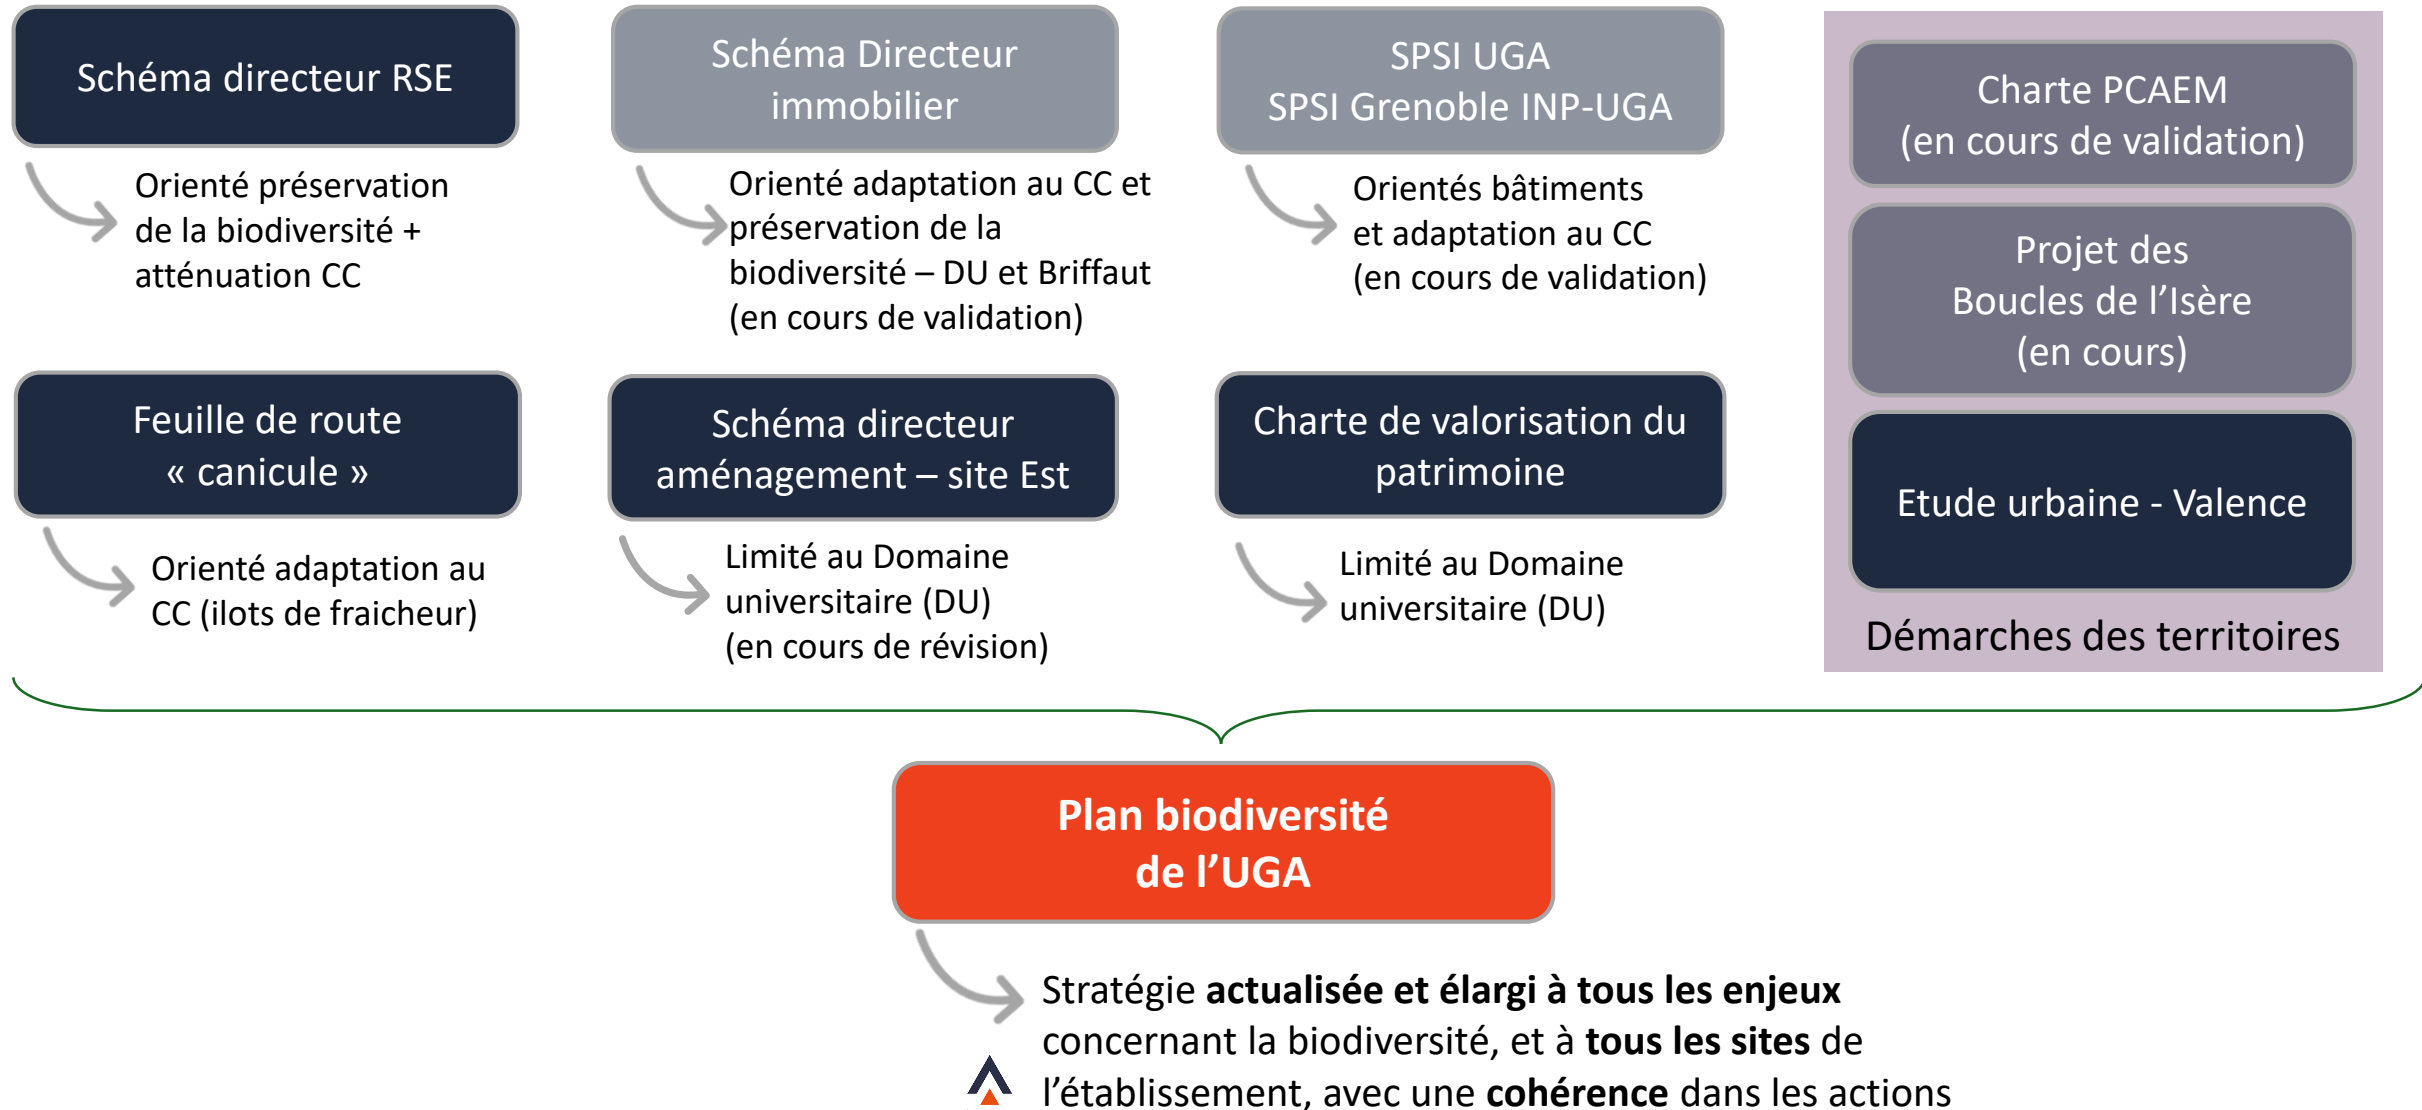 Schéma directeur RSE
Orienté préservation
de la biodiversité +
atténuation CC
Schéma Directeur
immobilier
Orienté adaptation au CC et
préservation de la
biodiversité – DU et Briffaut
(en cours de validation)
SPSI UGA
SPSI Grenoble INP-UGA
Orientés bâtiments
et adaptation au CC
(en cours de validation)
Feuille de route
« canicule »
Orienté adaptation au
CC (ilots de fraicheur)
Schéma directeur
aménagement – site Est
Limité au Domaine
universitaire (DU)
(en cours de révision)
Charte de valorisation du
patrimoine
Limité au Domaine
universitaire (DU)
Charte PCAEM
(en cours de validation)
Projet des
Boucles de l’Isère
(en cours)
Etude urbaine - Valence
Démarches des territoires
Plan biodiversité
de l’UGA
Stratégie actualisée et élargi à tous les enjeux
concernant la biodiversité, et à tous les sites de
l’établissement, avec une cohérence dans les actions